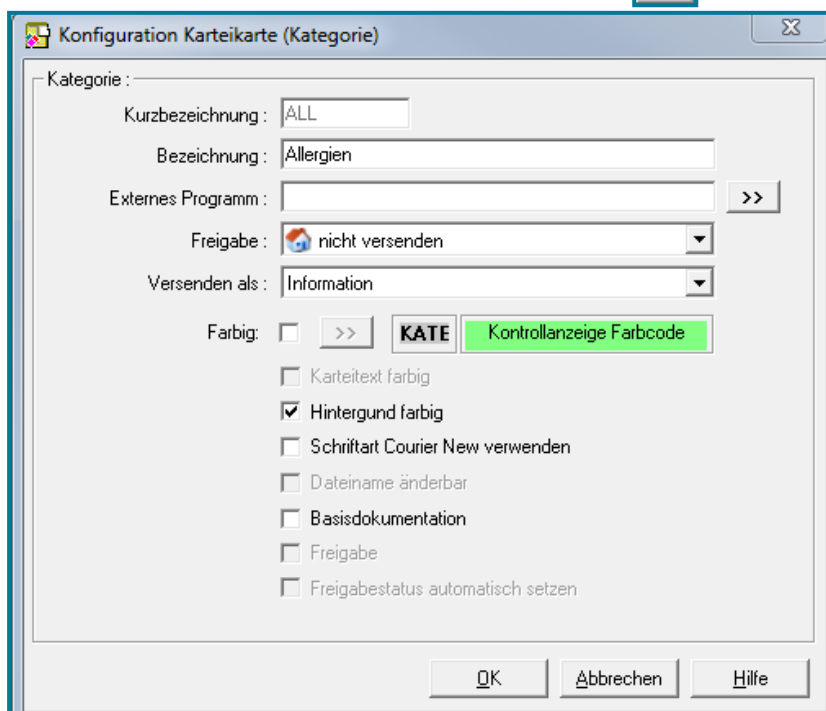 Konfiguration Karteikarte (Kategorie)
Kategorie :
Kurzbezeichnung : ALL
Bezeichnung : Allergien
Externes Programm : >>
Freigabe : nicht versenden
Versenden als : Information
Farbig: >> KATE Kontrollanzeige Farbcode
Karteitext farbig
Hintergund farbig
Schriftart Courier New verwenden
Dateiname änderbar
Basisdokumentation
Freigabe
Freigabestatus automatisch setzen
OK Abbrechen Hilfe